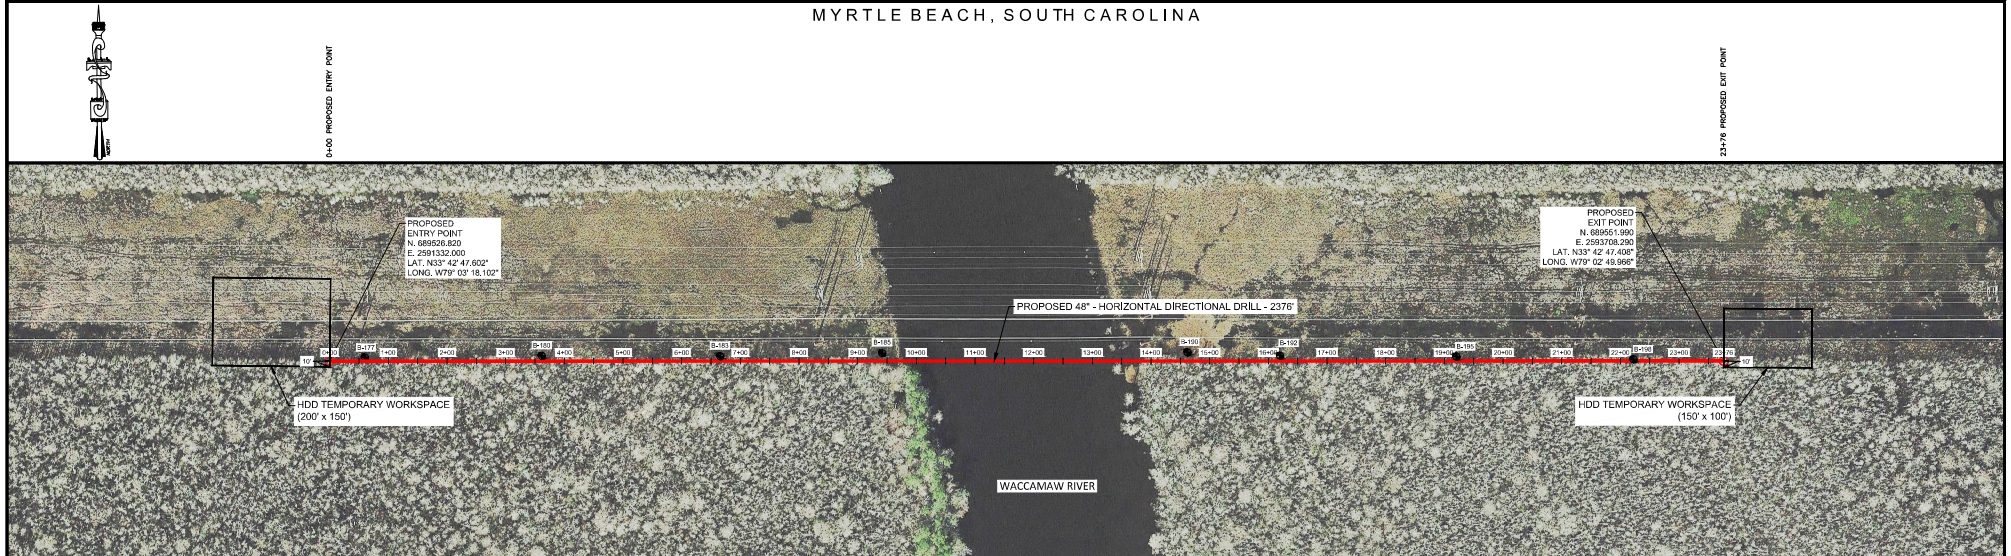 MYRTLE BEACH, SOUTH CAROLINA
NORTH
0+00 PROPOSED ENTRY POINT
23+76 PROPOSED EXIT POINT
PROPOSED
ENTRY POINT
N. 689526.820
E. 2591332.000
LAT. N33° 42' 47.602"
LONG. W79° 03' 18.102"
PROPOSED
EXIT POINT
N. 689551.990
E. 2593708.290
LAT. N33° 42' 47.408"
LONG. W79° 02' 49.966"
PROPOSED 48" - HORIZONTAL DIRECTIONAL DRILL - 2376'
B-177
B-180
B-183
B-185
B-190
B-192
B-195
B-198
10'
0+00
1+00
2+00
3+00
4+00
5+00
6+00
7+00
8+00
9+00
10+00
11+00
12+00
13+00
14+00
15+00
16+00
17+00
18+00
19+00
20+00
21+00
22+00
23+00
23+76
10'
HDD TEMPORARY WORKSPACE
(200' x 150')
HDD TEMPORARY WORKSPACE
(150' x 100')
WACCAMAW RIVER